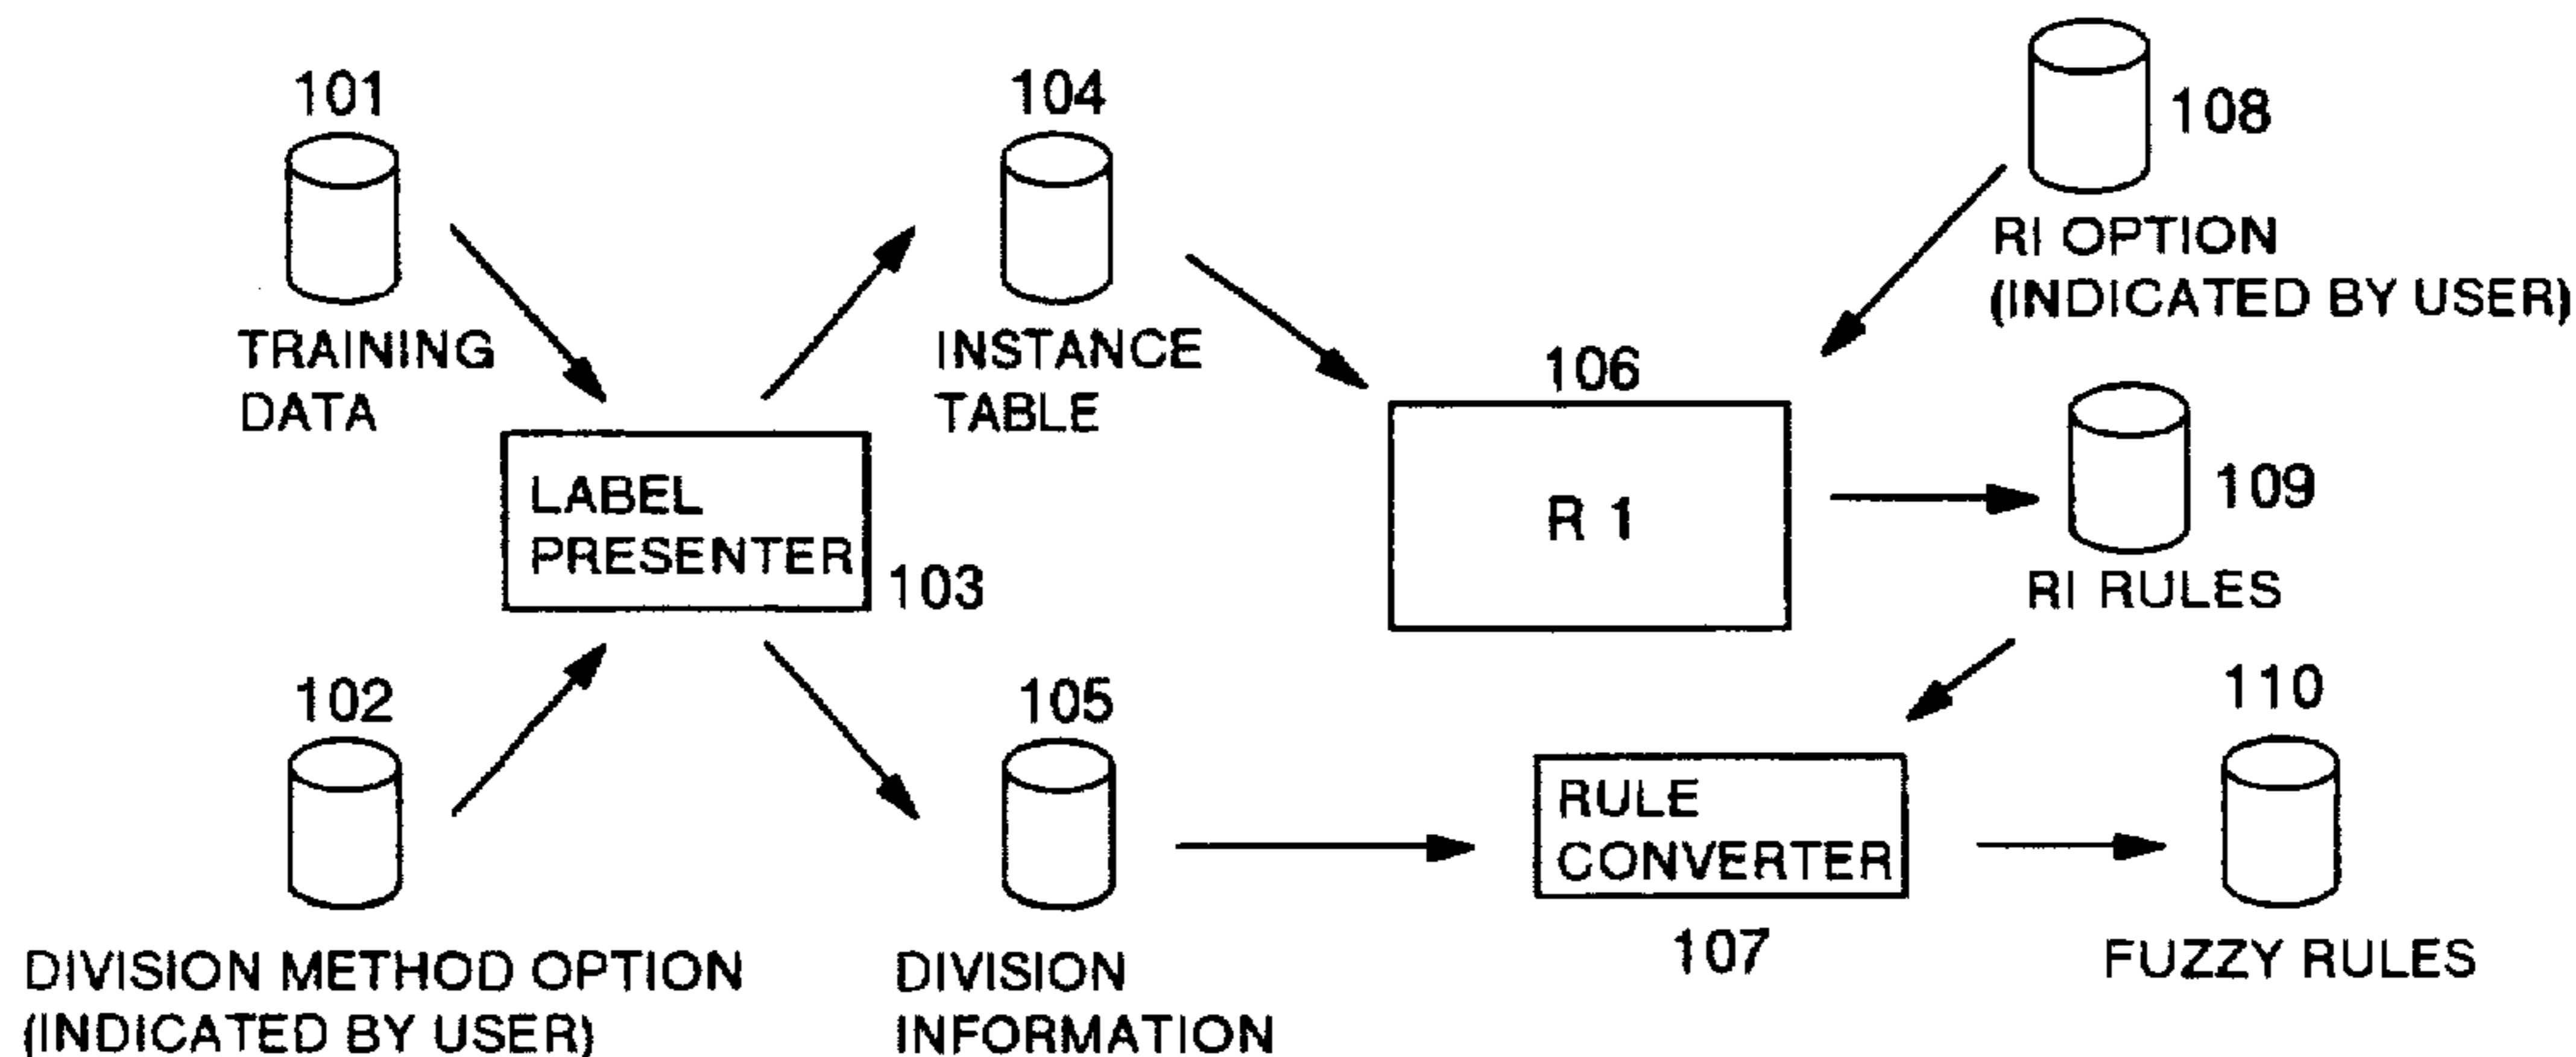 101
TRAINING
DATA
104
INSTANCE
TABLE
108
RI OPTION
(INDICATED BY USER)
LABEL
PRESENTER
103
106
R 1
109
RI RULES
102
DIVISION METHOD OPTION
(INDICATED BY USER)
105
DIVISION
INFORMATION
RULE
CONVERTER
107
110
FUZZY RULES